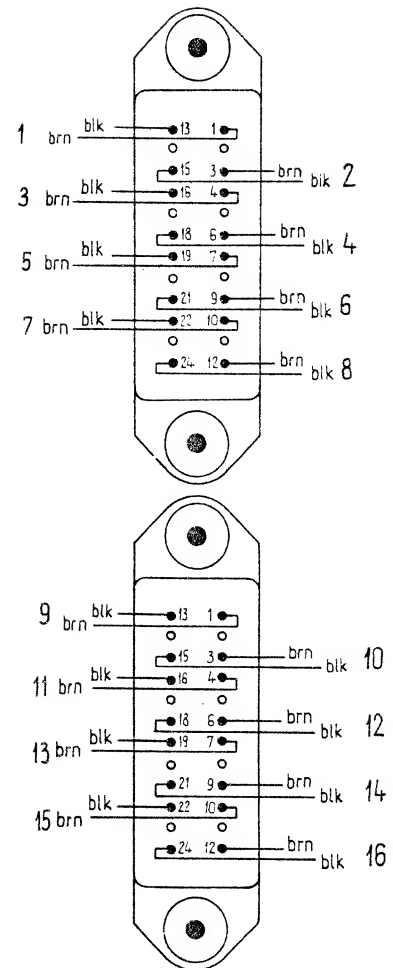 blk 13 1
1 brn
15 3 brn
blk 2
blk 16 4
3 brn
18 6 brn
blk 4
blk 19 7
5 brn
21 9 brn
blk 6
blk 22 10
7 brn
24 12 brn
blk 8
blk 13 1
9 brn
15 3 brn
blk 10
blk 16 4
11 brn
18 6 brn
blk 12
blk 19 7
13 brn
21 9 brn
blk 14
blk 22 10
15 brn
24 12 brn
blk 16